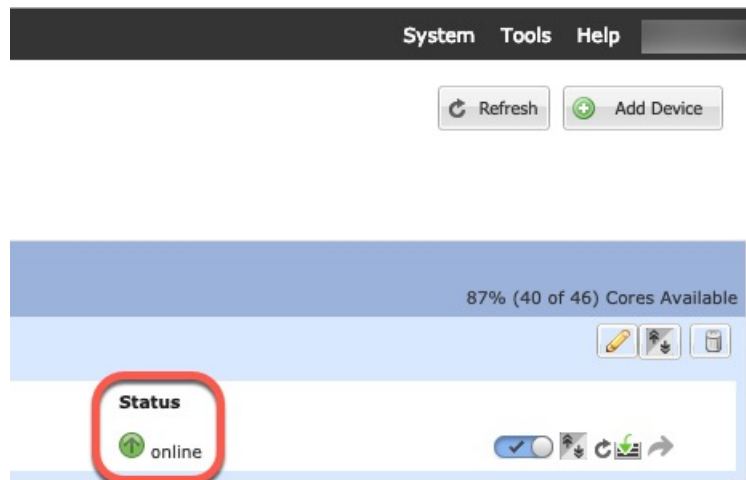 System Tools Help
Refresh Add Device
87% (40 of 46) Cores Available
Status
online